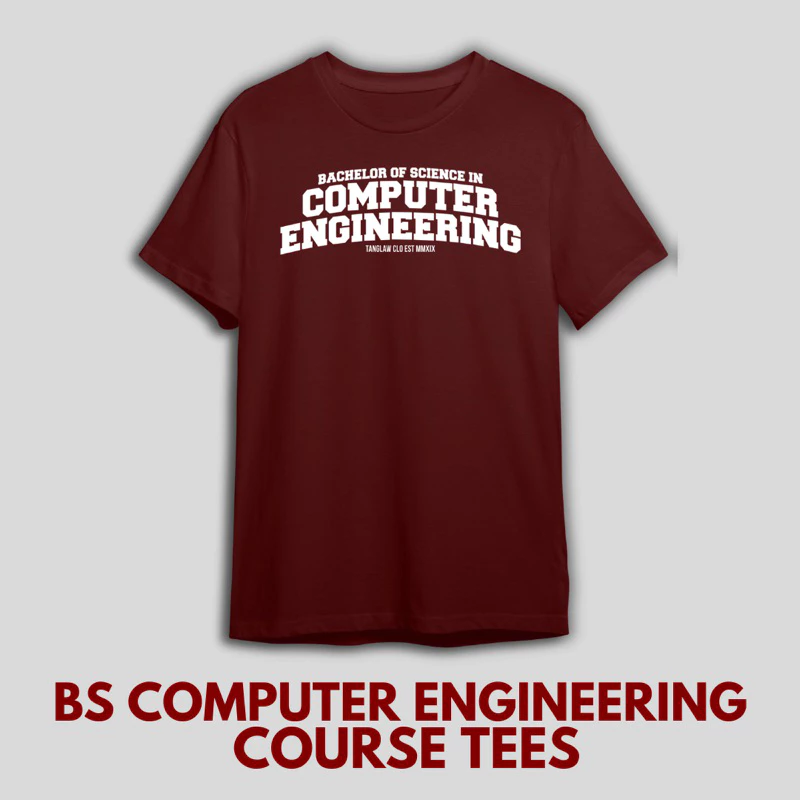 BACHELOR OF SCIENCE IN
COMPUTER
ENGINEERING
TANGLAW CLO EST MMXIX
BS COMPUTER ENGINEERING
COURSE TEES